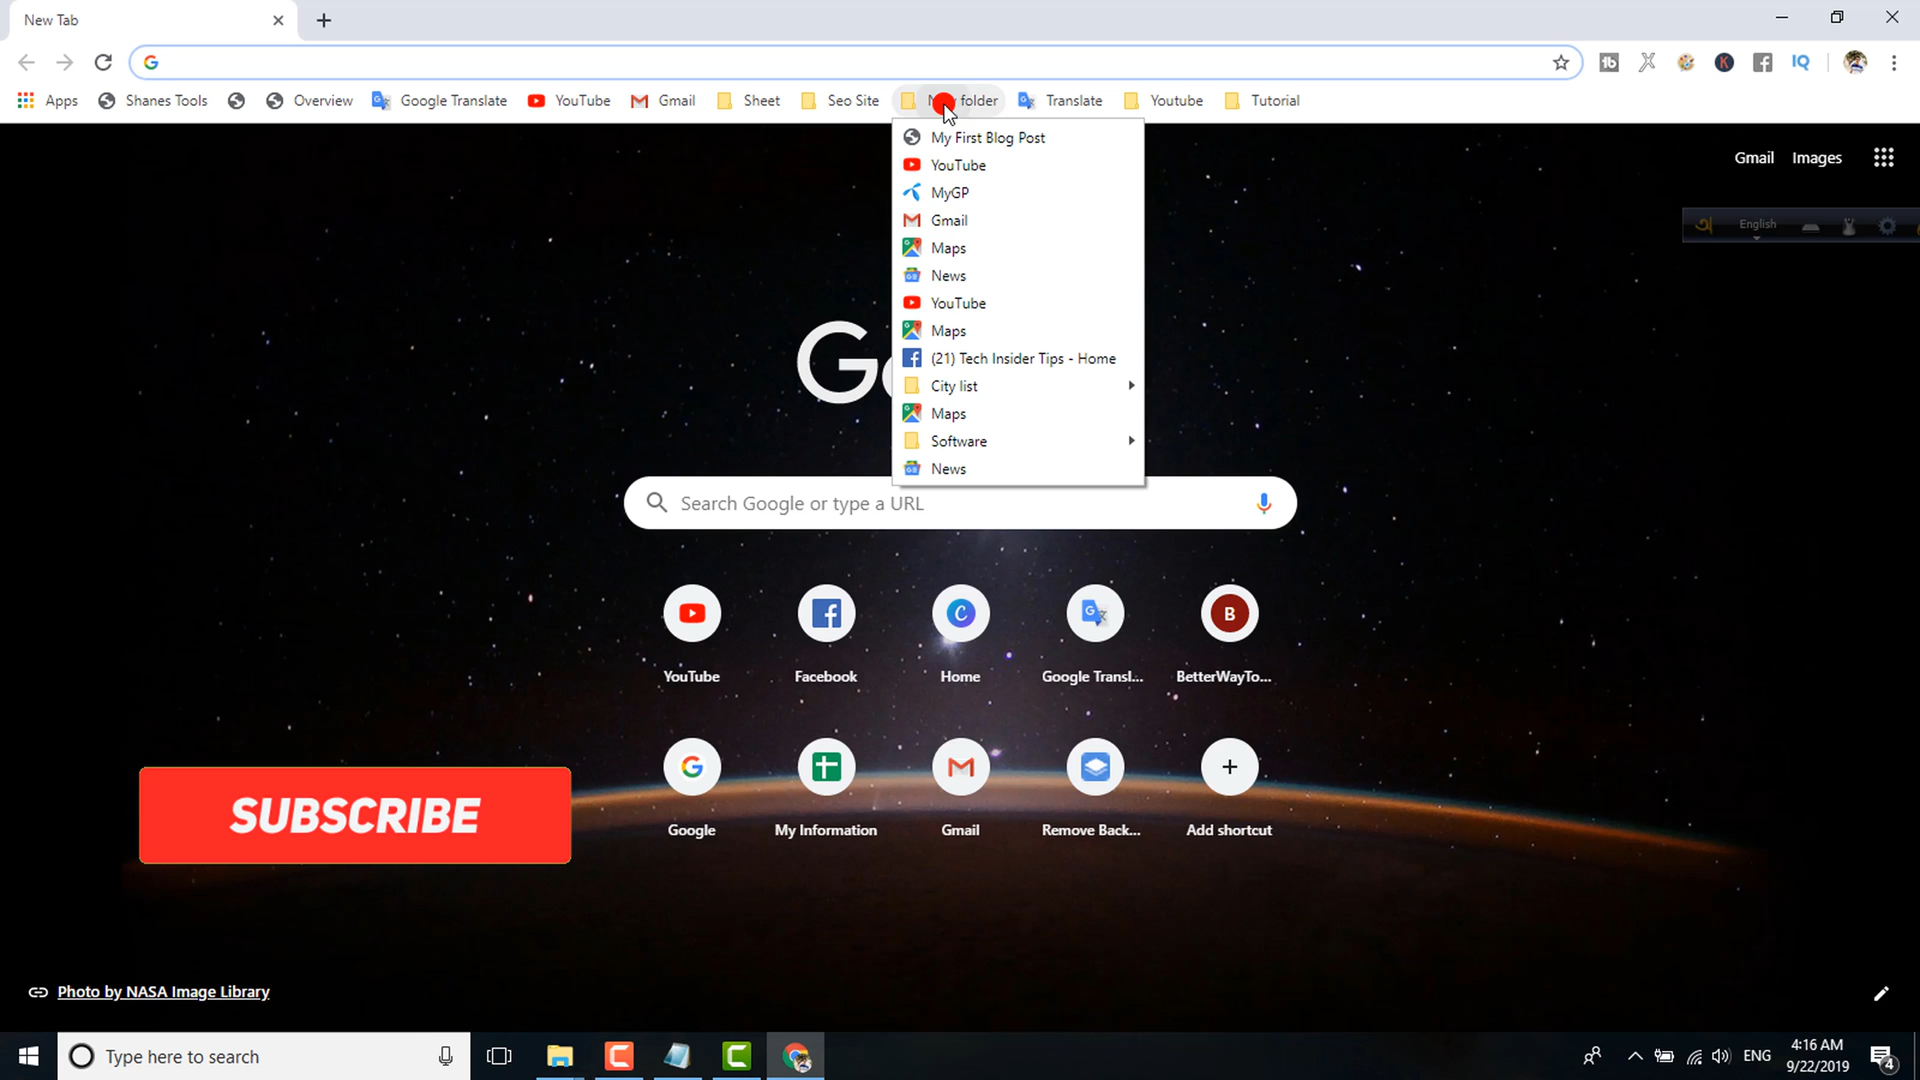 New Tab
Apps Shanes Tools Overview Google Translate YouTube Gmail Sheet Seo Site folder Translate Youtube Tutorial
My First Blog Post
YouTube
MyGP
Gmail
Maps
News
YouTube
Maps
(21) Tech Insider Tips - Home
City list
Maps
Software
News
Gmail Images
English
Search Google or type a URL
YouTube Facebook Home Google Transl... BetterWayTo...
Google My Information Gmail Remove Back... Add shortcut
SUBSCRIBE
Photo by NASA Image Library
Type here to search
ENG
4:16 AM
9/22/2019
4